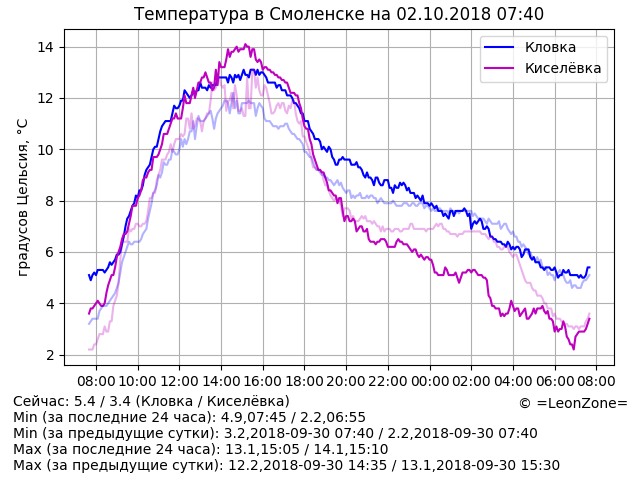 Температура в Смоленске на 02.10.2018 07:40
14
12
10
8
6
4
2
градусов Цельсия, °C
Кловка
Киселёвка
08:00 10:00 12:00 14:00 16:00 18:00 20:00 22:00 00:00 02:00 04:00 06:00 08:00
Сейчас: 5.4 / 3.4 (Кловка / Киселёвка)
© =LeonZone=
Min (за последние 24 часа): 4.9,07:45 / 2.2,06:55
Min (за предыдущие сутки): 3.2,2018-09-30 07:40 / 2.2,2018-09-30 07:40
Max (за последние 24 часа): 13.1,15:05 / 14.1,15:10
Max (за предыдущие сутки): 12.2,2018-09-30 14:35 / 13.1,2018-09-30 15:30